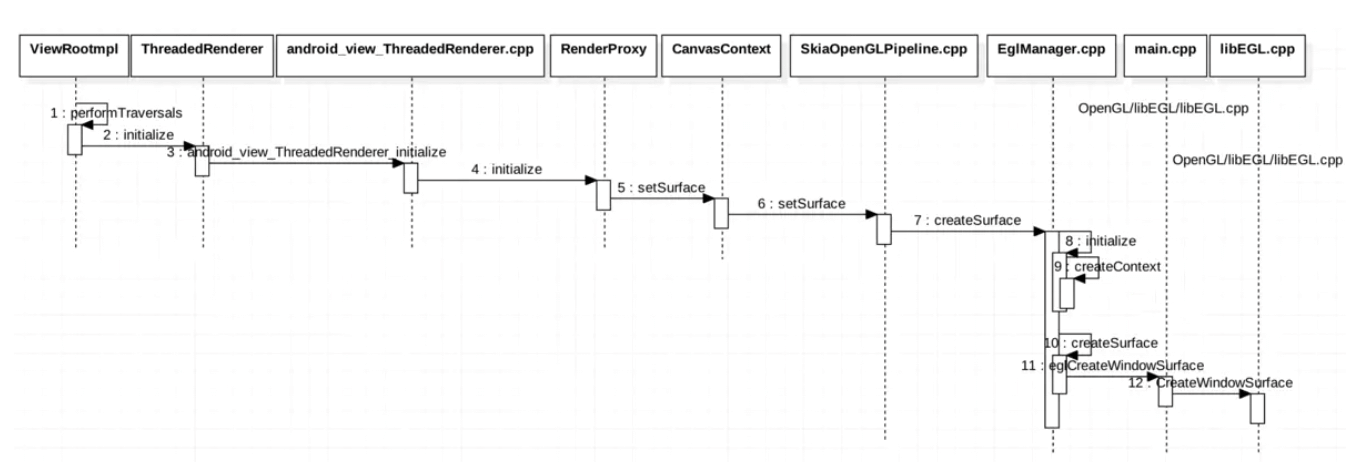 ViewRootmpl
ThreadedRenderer
android_view_ThreadedRenderer.cpp
RenderProxy
CanvasContext
SkiaOpenGLPipeline.cpp
EglManager.cpp
main.cpp
libEGL.cpp
OpenGL/libEGL/libEGL.cpp
1 : performTraversals
2 : initialize
3 : android_view_ThreadedRenderer_initialize
OpenGL/libEGL/libEGL.cpp
4 : initialize
5 : setSurface
6 : setSurface
7 : createSurface
8 : initialize
9 : createContext
10 : createSurface
11 : eglCreateWindowSurface
12 : CreateWindowSurface